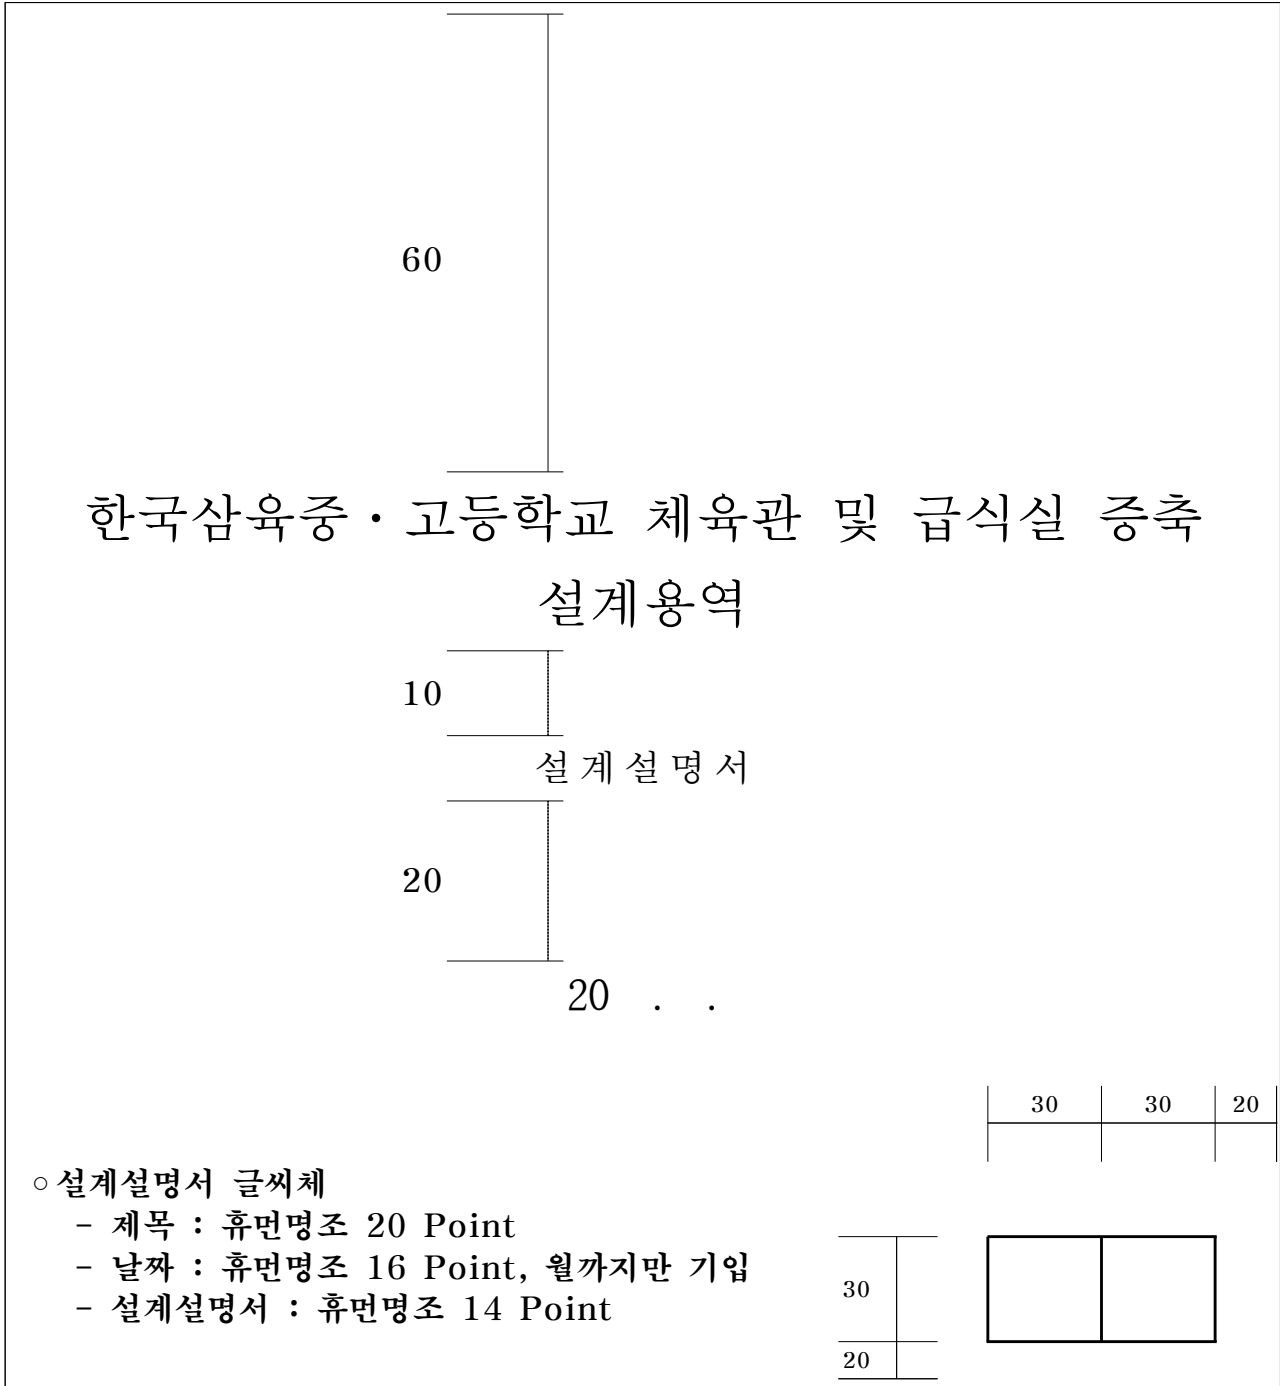 60
한국삼육중·고등학교 체육관 및 급식실 증축
설계용역
10
설계설명서
20
20 . .
30 30 20
○ 설계설명서 글씨체
- 제목 : 휴먼명조 20 Point
- 날짜 : 휴먼명조 16 Point, 월까지만 기입
- 설계설명서 : 휴먼명조 14 Point
30
20